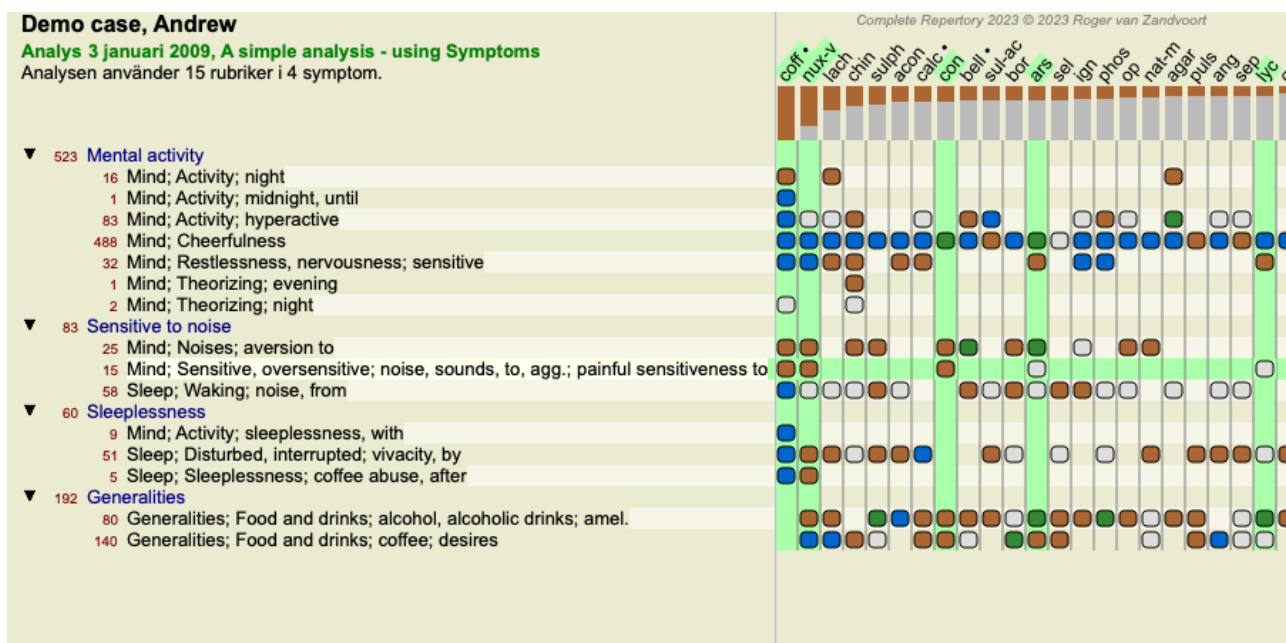 Demo case, Andrew
Complete Repertory 2023 © 2023 Roger van Zandvoort
Analys 3 januari 2009, A simple analysis - using Symptoms
Analysen använder 15 rubriker i 4 symptom.
coff • nux-v lach chin sulph acon calc • con bell • sul-ac bor ars sel ign phos op nat-m agar puls ang sep lyc
▼ 523 Mental activity
16 Mind; Activity; night
1 Mind; Activity; midnight, until
83 Mind; Activity; hyperactive
488 Mind; Cheerfulness
32 Mind; Restlessness, nervousness; sensitive
1 Mind; Theorizing; evening
2 Mind; Theorizing; night
▼ 83 Sensitive to noise
25 Mind; Noises; aversion to
15 Mind; Sensitive, oversensitive; noise, sounds, to, agg.; painful sensitiveness to
58 Sleep; Waking; noise, from
▼ 60 Sleeplessness
9 Mind; Activity; sleeplessness, with
51 Sleep; Disturbed, interrupted; vivacity, by
5 Sleep; Sleeplessness; coffee abuse, after
▼ 192 Generalities
80 Generalities; Food and drinks; alcohol, alcoholic drinks; amel.
140 Generalities; Food and drinks; coffee; desires